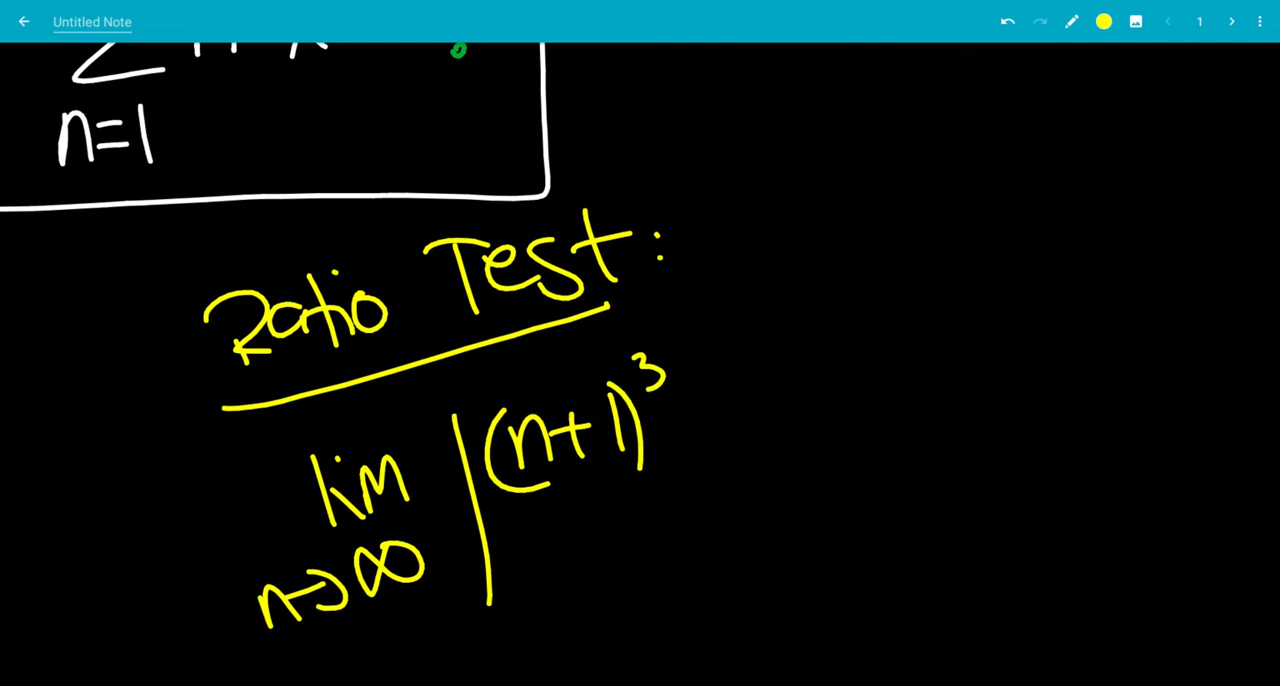 Untitled Note
1
n=1
Ratio Test:
lim |(n+1)³
n→∞